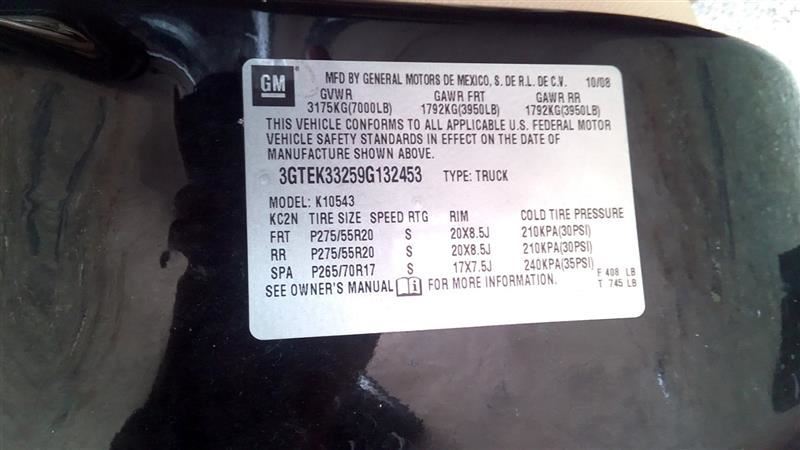 GM MFD BY GENERAL MOTORS DE MEXICO, S. DE R.L. DE C.V. 10/08
GVWR GAWR FRT GAWR RR
3175KG(7000LB) 1792KG(3950LB) 1792KG(3950LB)
THIS VEHICLE CONFORMS TO ALL APPLICABLE U.S. FEDERAL MOTOR
VEHICLE SAFETY STANDARDS IN EFFECT ON THE DATE OF
MANUFACTURE SHOWN ABOVE.
3GTEK33259G132453 TYPE: TRUCK
MODEL: K10543
KC2N TIRE SIZE SPEED RTG RIM COLD TIRE PRESSURE
FRT P275/55R20 S 20X8.5J 210KPA(30PSI)
RR P275/55R20 S 20X8.5J 210KPA(30PSI)
SPA P265/70R17 S 17X7.5J 240KPA(35PSI)
SEE OWNER'S MANUAL FOR MORE INFORMATION.
F 408 LB
T 745 LB